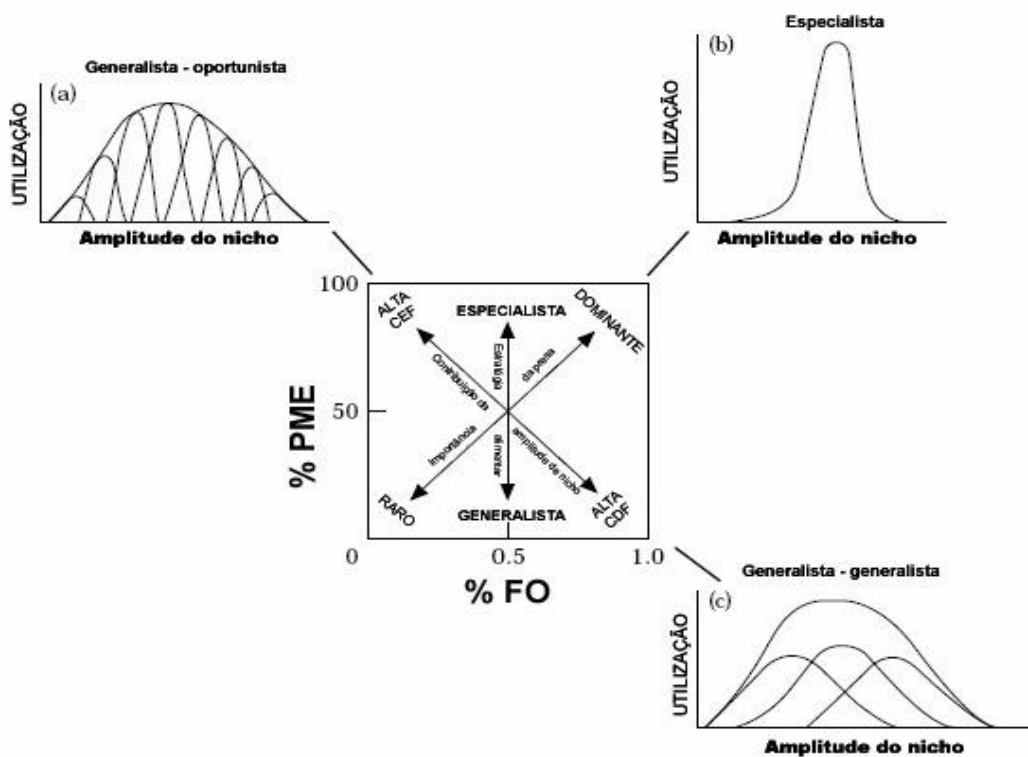 Generalista - oportunista
(a)
UTILIZAÇÃO
Amplitude do nicho
Especialista
(b)
UTILIZAÇÃO
Amplitude do nicho
100
50
0
0.5
1.0
% PME
% FO
ALTA
CEF
ESPECIALISTA
DOMINANTE
Contribuição da
Estratégia
da presa
Importância
alimentar
amplitude de nicho
RARO
GENERALISTA
ALTA
CDF
Generalista - generalista
(c)
UTILIZAÇÃO
Amplitude do nicho